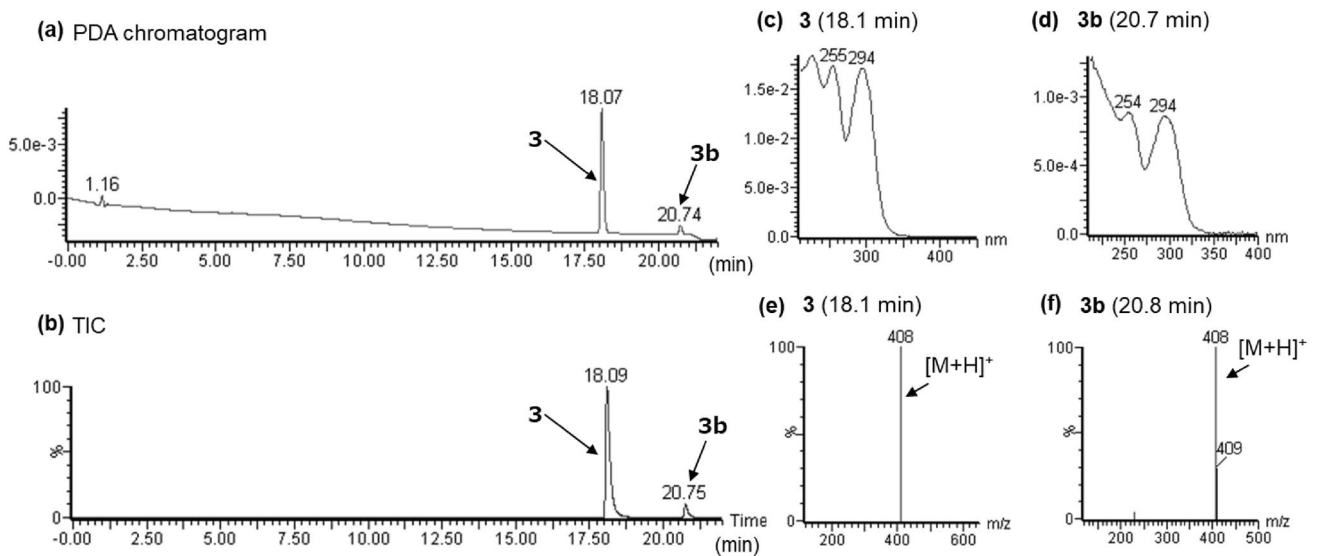 (a) PDA chromatogram
18.07
5.0e-3
3
3b
1.16
0.0
20.74
-0.00 2.50 5.00 7.50 10.00 12.50 15.00 17.50 20.00
(min)
(b) TIC
18.09
100
3
3b
%
20.75
0
Time
-0.00 2.50 5.00 7.50 10.00 12.50 15.00 17.50 20.00
(min)
(c) 3 (18.1 min)
255 294
1.5e-2
1.0e-2
5.0e-3
0.0
nm
300 400
(d) 3b (20.7 min)
1.0e-3
254 294
5.0e-4
0.0
nm
250 300 350 400
(e) 3 (18.1 min)
408
100
[M+H]+
%
0
m/z
200 400 600
(f) 3b (20.8 min)
408
100
[M+H]+
409
%
0
m/z
200 300 400 500